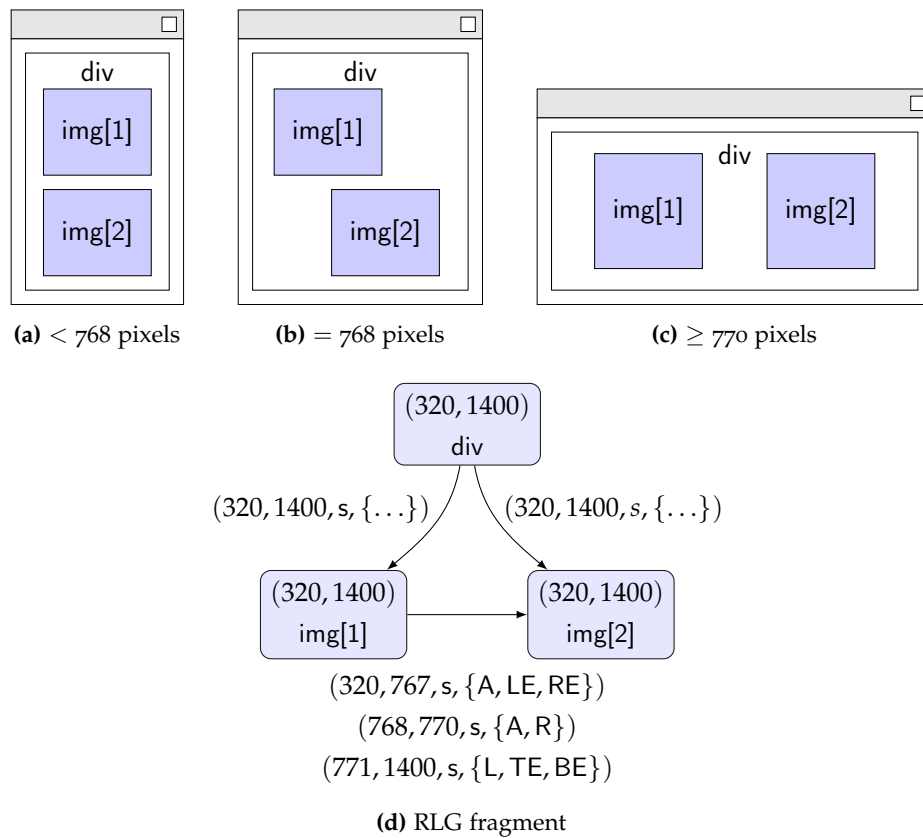 div
img[1]
img[2]
div
img[1]
img[2]
div
img[1]
img[2]
(a) < 768 pixels
(b) = 768 pixels
(c) ≥ 770 pixels
(320, 1400)
div
(320, 1400, s, {...})
(320, 1400, s, {...})
(320, 1400)
img[1]
(320, 1400)
img[2]
(320, 767, s, {A, LE, RE})
(768, 770, s, {A, R})
(771, 1400, s, {L, TE, BE})
(d) RLG fragment